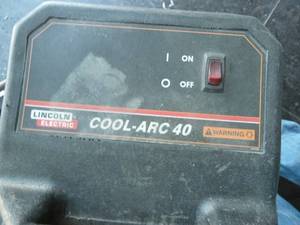 I ON
O OFF
LINCOLN
ELECTRIC
COOL-ARC 40
WARNING